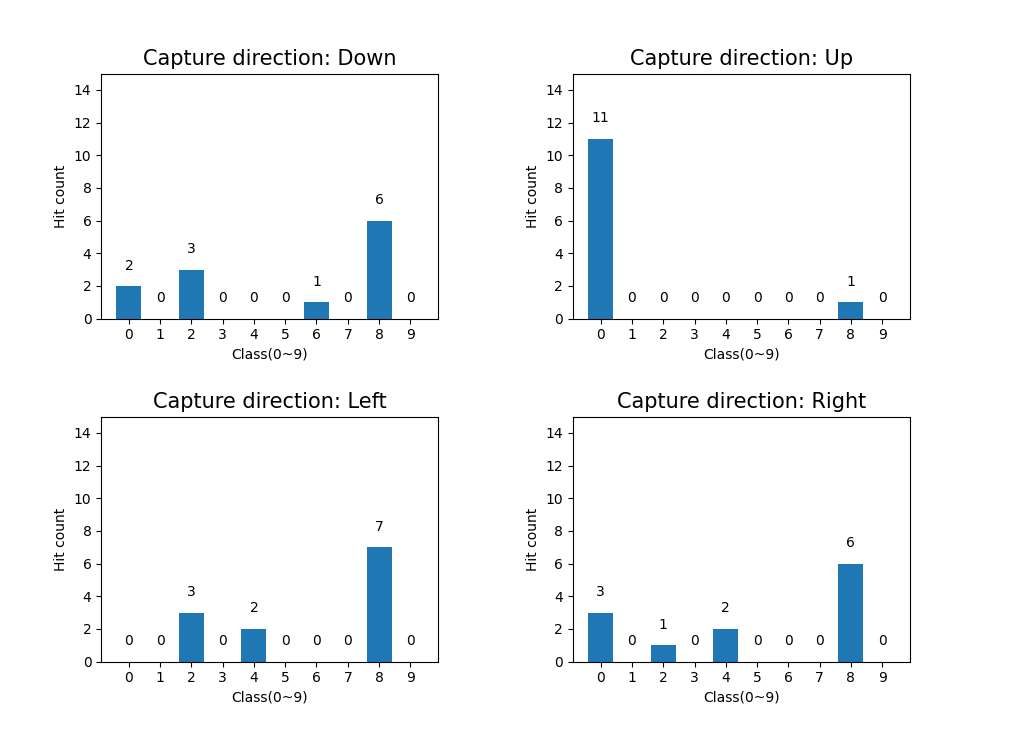 Capture direction: Down
14
12
10
8
6
4
2
0
Hit count
2 0 3 0 0 0 1 0 6 0
0 1 2 3 4 5 6 7 8 9
Class(0~9)
Capture direction: Up
14
12
10
8
6
4
2
0
Hit count
11 0 0 0 0 0 0 0 1 0
0 1 2 3 4 5 6 7 8 9
Class(0~9)
Capture direction: Left
14
12
10
8
6
4
2
0
Hit count
0 0 3 0 2 0 0 0 7 0
0 1 2 3 4 5 6 7 8 9
Class(0~9)
Capture direction: Right
14
12
10
8
6
4
2
0
Hit count
3 0 1 0 2 0 0 0 6 0
0 1 2 3 4 5 6 7 8 9
Class(0~9)